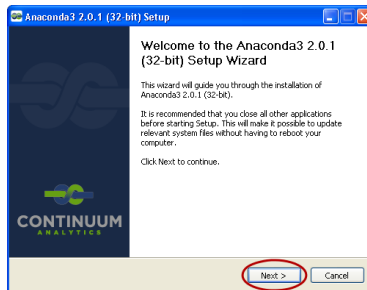 Anaconda3 2.0.1 (32-bit) Setup
Welcome to the Anaconda3 2.0.1
(32-bit) Setup Wizard
This wizard will guide you through the installation of
Anaconda3 2.0.1 (32-bit).
It is recommended that you close all other applications
before starting Setup. This will make it possible to update
relevant system files without having to reboot your
computer.
Click Next to continue.
CONTINUUM
ANALYTICS
Next >
Cancel